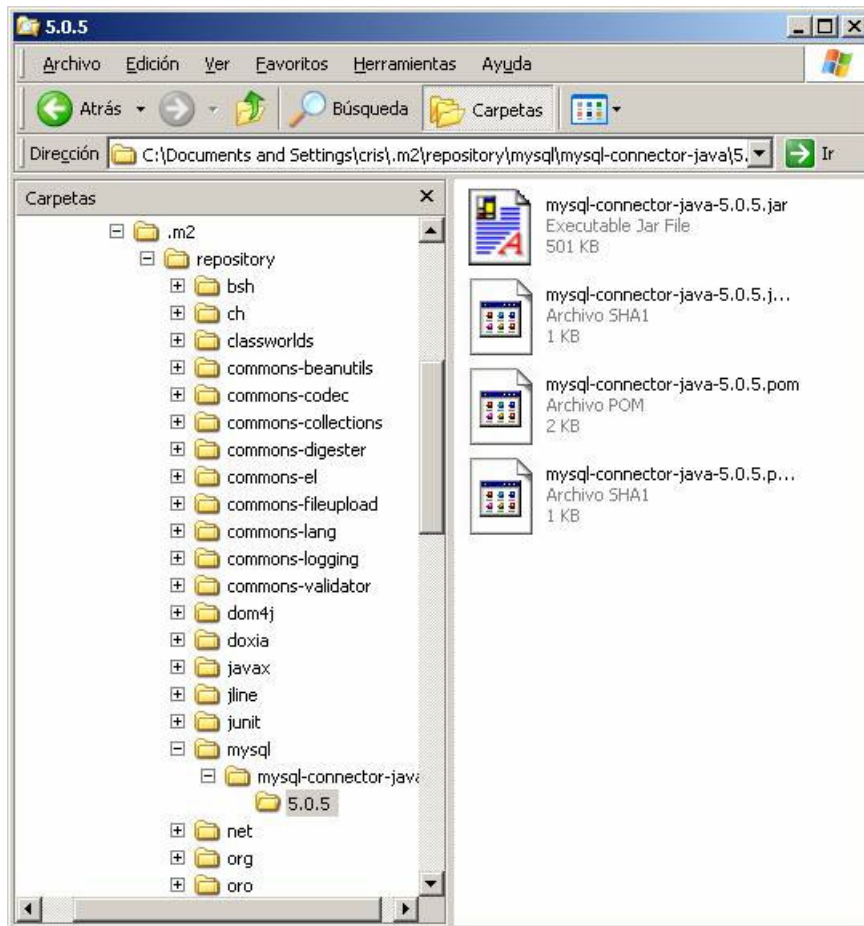 5.0.5
Archivo Edición Ver Favoritos Herramientas Ayuda
Atrás Búsqueda Carpetas
Dirección C:\Documents and Settings\cris\.m2\repository\mysql\mysql-connector-java\5. Ir
Carpetas
.m2
repository
bsh
ch
classworlds
commons-beanutils
commons-codec
commons-collections
commons-digester
commons-el
commons-fileupload
commons-lang
commons-logging
commons-validator
dom4j
doxia
javax
jline
junit
mysql
mysql-connector-java
5.0.5
net
org
oro
mysql-connector-java-5.0.5.jar
Executable Jar File
501 KB
mysql-connector-java-5.0.5.j...
Archivo SHA1
1 KB
mysql-connector-java-5.0.5.pom
Archivo POM
2 KB
mysql-connector-java-5.0.5.p...
Archivo SHA1
1 KB